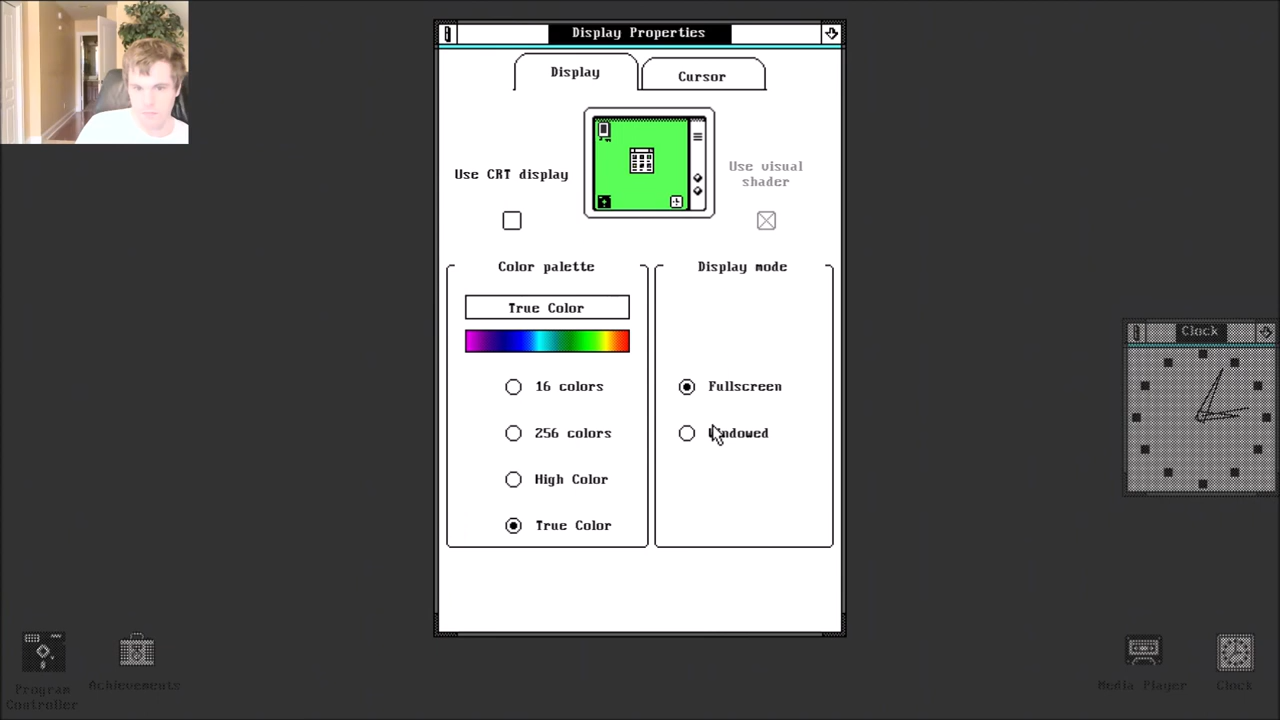 Display Properties
Display
Cursor
Use CRT display
Use visual
shader
Color palette
Display mode
True Color
16 colors
Fullscreen
256 colors
Windowed
High Color
True Color
Clock
Program
Controller
Achievements
Media Player
Clock